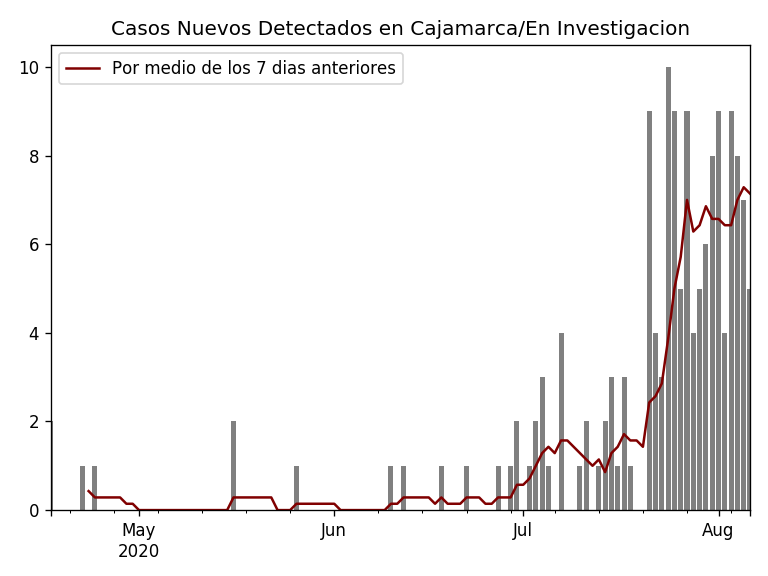 Casos Nuevos Detectados en Cajamarca/En Investigacion
Por medio de los 7 dias anteriores
10
8
6
4
2
0
May
2020
Jun
Jul
Aug